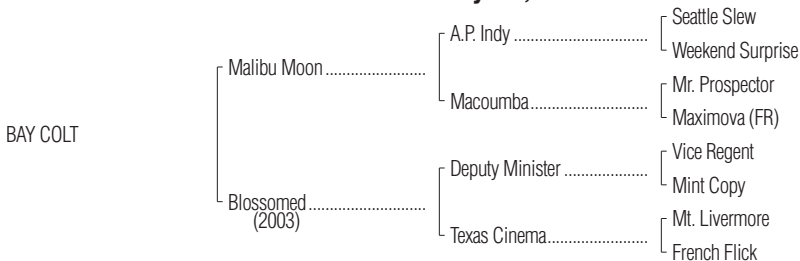 Seattle Slew
A.P. Indy
Weekend Surprise
Malibu Moon
Mr. Prospector
Macoumba
Maximova (FR)
BAY COLT
Vice Regent
Deputy Minister
Mint Copy
Blossomed
(2003)
Mt. Livermore
Texas Cinema
French Flick